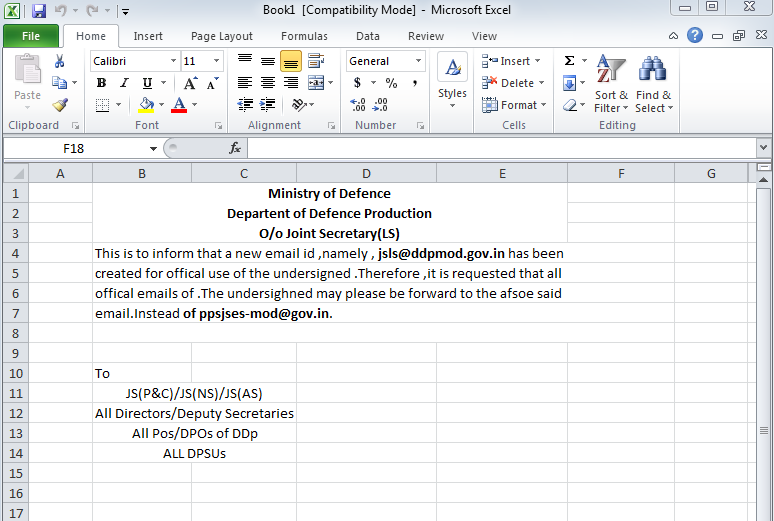 Book1 [Compatibility Mode] - Microsoft Excel
File Home Insert Page Layout Formulas Data Review View
Paste
Calibri 11
B I U A A
A
General
$ % ,
.00 .00
Styles
Insert
Delete
Format
Σ
Sort & Filter
Find & Select
Clipboard Font Alignment Number Cells Editing
F18 fx
A B C D E F G
1 Ministry of Defence
2 Departent of Defence Production
3 O/o Joint Secretary(LS)
4 This is to inform that a new email id ,namely , jsls@ddpmod.gov.in has been
5 created for offical use of the undersigned .Therefore ,it is requested that all
6 offical emails of .The undersighned may please be forward to the afsoe said
7 email.Instead of ppsjses-mod@gov.in.
8
9
10 To
11 JS(P&C)/JS(NS)/JS(AS)
12 All Directors/Deputy Secretaries
13 All Pos/DPOs of DDp
14 ALL DPSUs
15
16
17